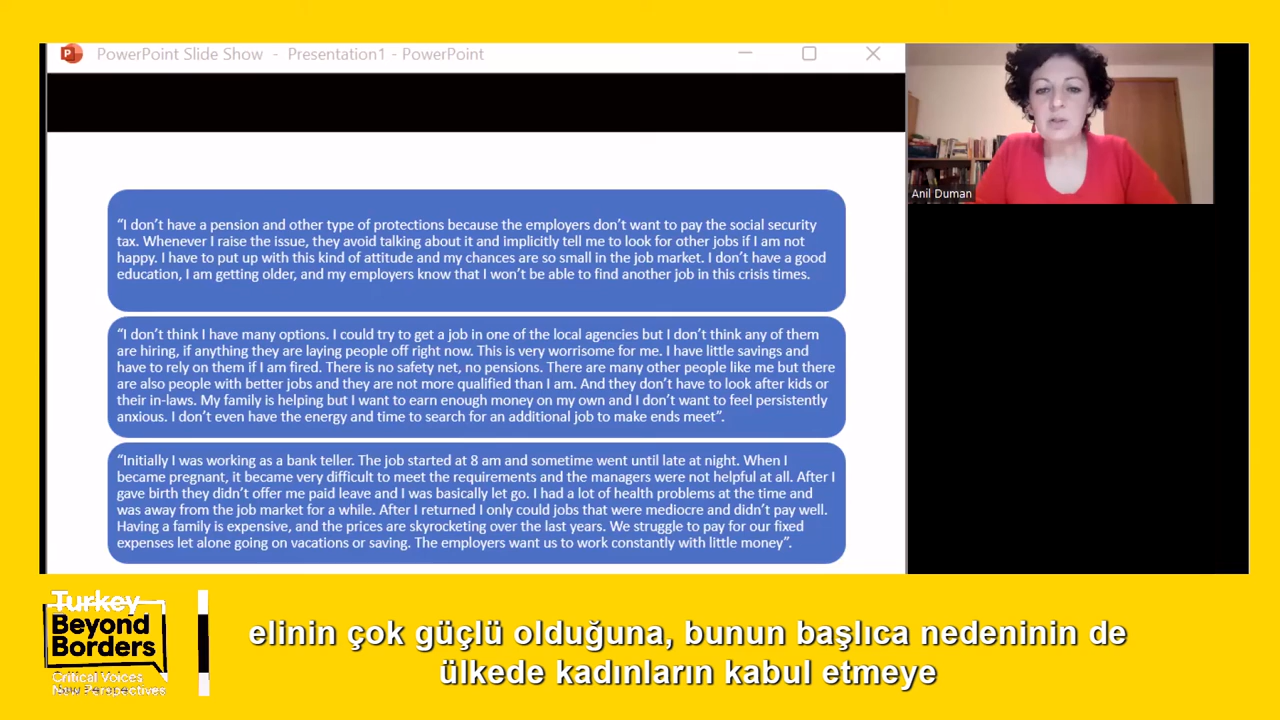 PowerPoint Slide Show - Presentation1 - PowerPoint
Anil Duman
“I don’t have a pension and other type of protections because the employers don’t want to pay the social security
tax. Whenever I raise the issue, they avoid talking about it and implicitly tell me to look for other jobs if I am not
happy. I have to put up with this kind of attitude and my chances are so small in the job market. I don’t have a good
education, I am getting older, and my employers know that I won’t be able to find another job in this crisis times.
“I don’t think I have many options. I could try to get a job in one of the local agencies but I don’t think any of them
are hiring, if anything they are laying people off right now. This is very worrisome for me. I have little savings and
have to rely on them if I am fired. There is no safety net, no pensions. There are many other people like me but there
are also people with better jobs and they are not more qualified than I am. And they don’t have to look after kids or
their in-laws. My family is helping but I want to earn enough money on my own and I don’t want to feel persistently
anxious. I don’t even have the energy and time to search for an additional job to make ends meet”.
“Initially I was working as a bank teller. The job started at 8 am and sometime went until late at night. When I
became pregnant, it became very difficult to meet the requirements and the managers were not helpful at all. After I
gave birth they didn’t offer me paid leave and I was basically let go. I had a lot of health problems at the time and
was away from the job market for a while. After I returned I only could jobs that were mediocre and didn’t pay well.
Having a family is expensive, and the prices are skyrocketing over the last years. We struggle to pay for our fixed
expenses let alone going on vacations or saving. The employers want us to work constantly with little money”.
Turkey
Beyond
Borders
Critical Voices
New Perspectives
elinin çok güçlü olduğuna, bunun başlıca nedeninin de
ülkede kadınların kabul etmeye